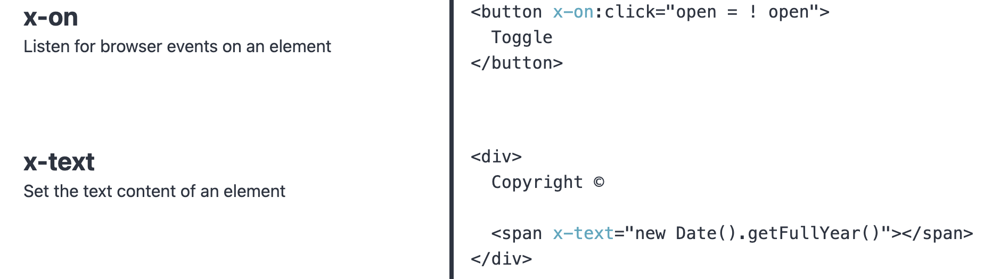 x-on
Listen for browser events on an element
<button x-on:click="open = ! open">
  Toggle
</button>
x-text
Set the text content of an element
<div>
  Copyright ©
  <span x-text="new Date().getFullYear()"></span>
</div>